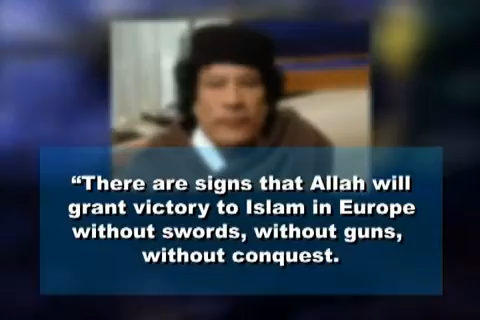 “There are signs that Allah will
grant victory to Islam in Europe
without swords, without guns,
without conquest.